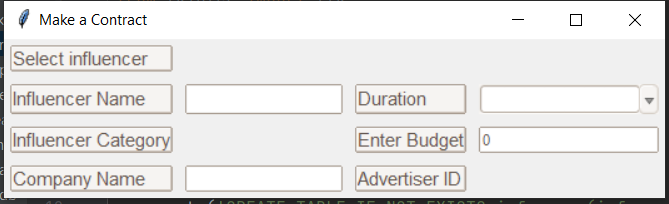 Make a Contract
Select influencer
Influencer Name
Duration
Influencer Category
Enter Budget
0
Company Name
Advertiser ID